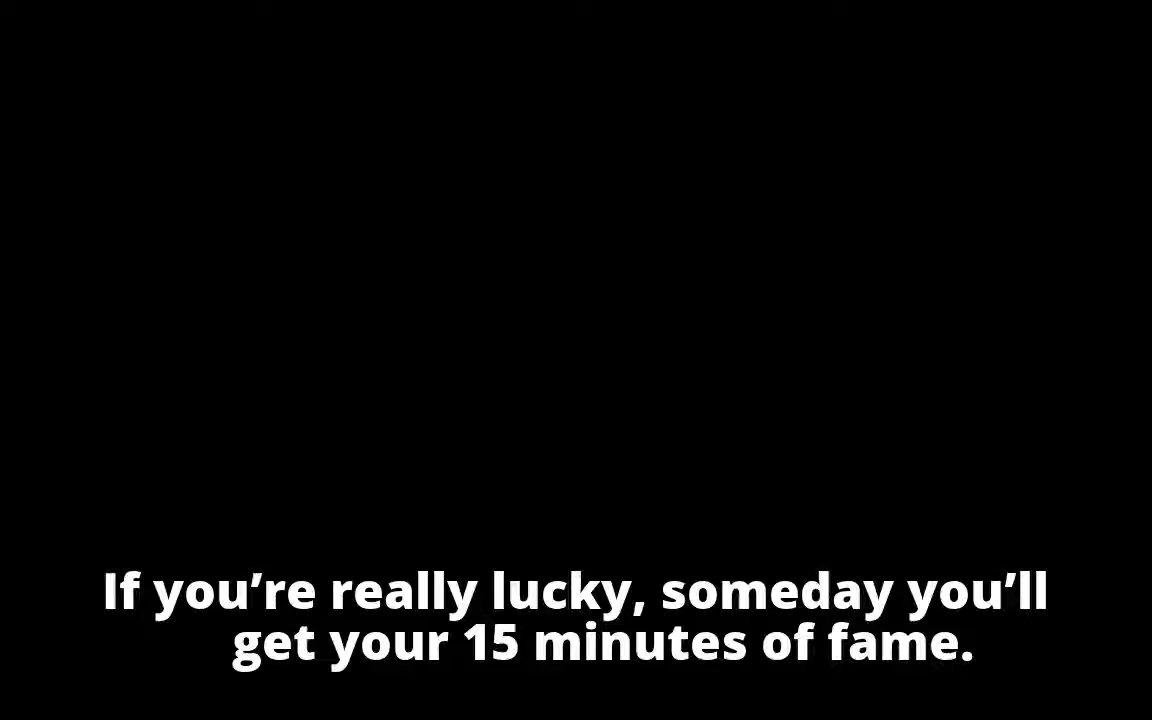 If you’re really lucky, someday you’ll
get your 15 minutes of fame.